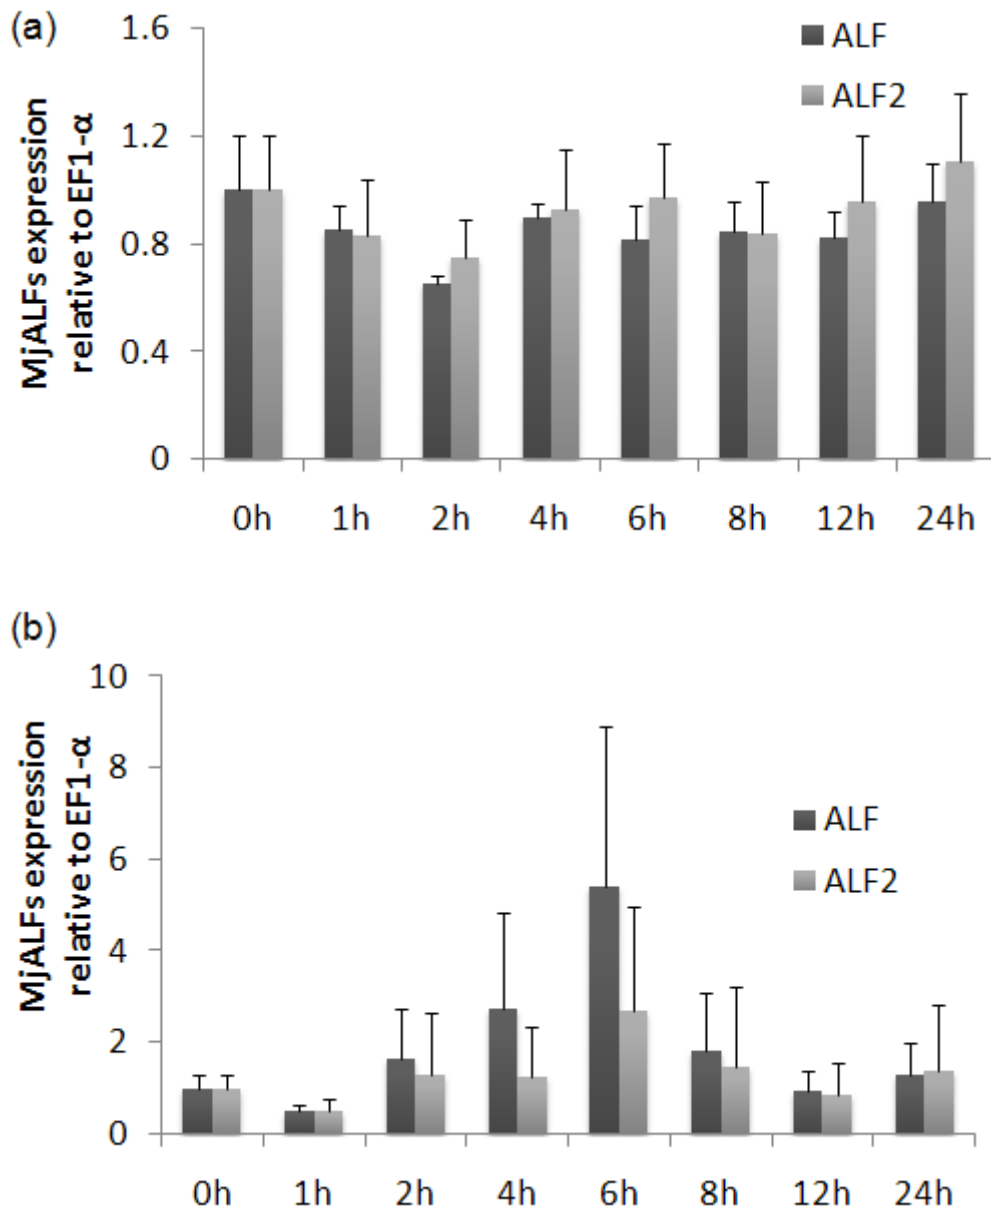 (a)
MjALFs expression
relative to EF1-α
1.6
1.2
0.8
0.4
0
ALF
ALF2
0h 1h 2h 4h 6h 8h 12h 24h
(b)
MjALFs expression
relative to EF1-α
10
8
6
4
2
0
ALF
ALF2
0h 1h 2h 4h 6h 8h 12h 24h